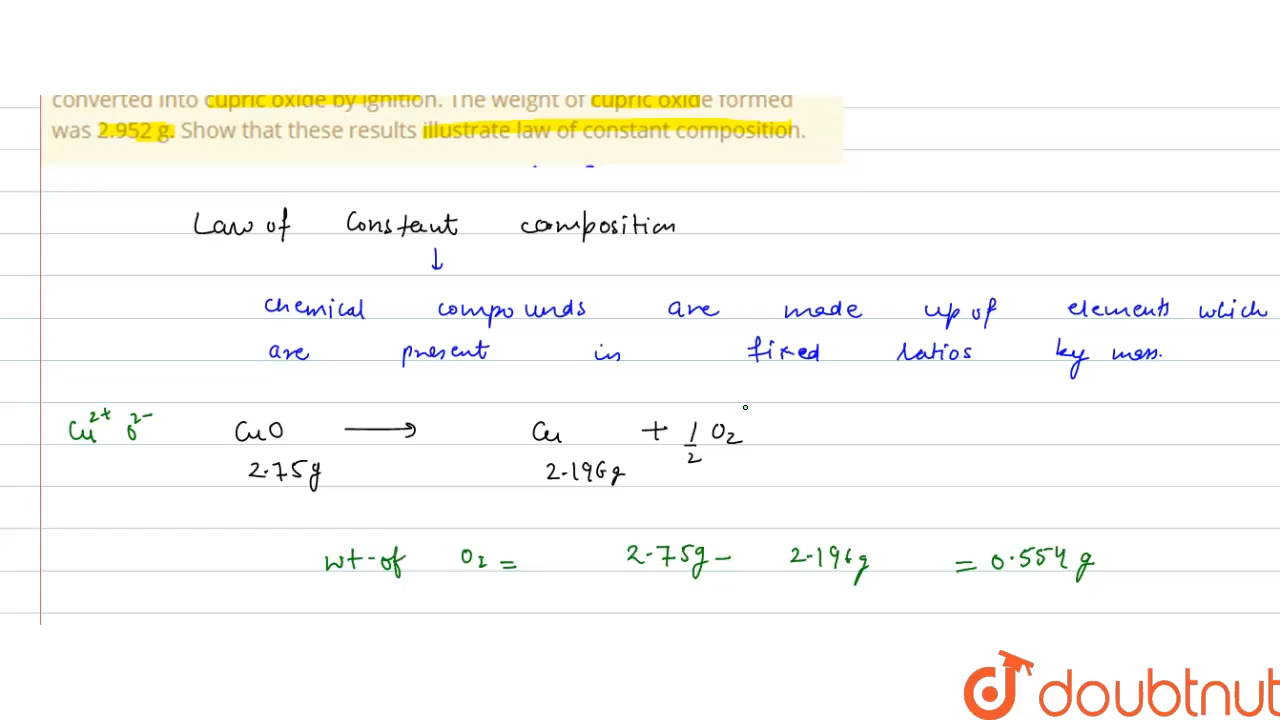 converted into cupric oxide by ignition. The weight of cupric oxide formed
was 2.952 g. Show that these results illustrate law of constant composition.
Law of Constant composition
↓
chemical compounds are made up of elements which
are present in fixed ratios by mass.
Cu²⁺ O²⁻ CuO → Cu + 1/2 O₂
2.75g 2.196g
wt. of O₂ = 2.75g - 2.196g = 0.554 g
doubtnut